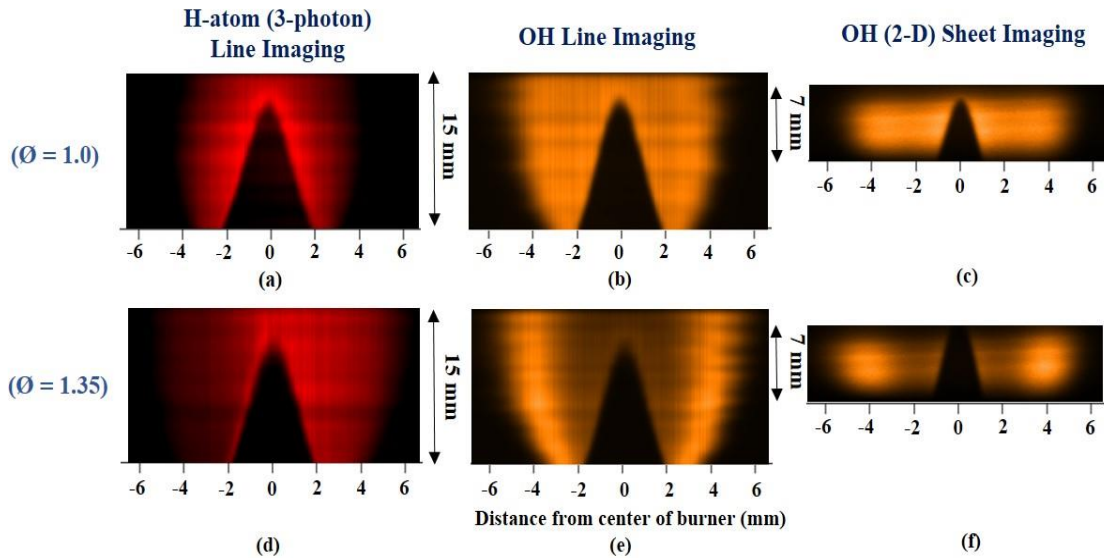 H-atom (3-photon)
Line Imaging
OH Line Imaging
OH (2-D) Sheet Imaging
(Ø = 1.0)
15 mm
7 mm
-6 -4 -2 0 2 4 6
(a)
-6 -4 -2 0 2 4 6
(b)
-6 -4 -2 0 2 4 6
(c)
(Ø = 1.35)
15 mm
7 mm
-6 -4 -2 0 2 4 6
(d)
-6 -4 -2 0 2 4 6
Distance from center of burner (mm)
(e)
-6 -4 -2 0 2 4 6
(f)